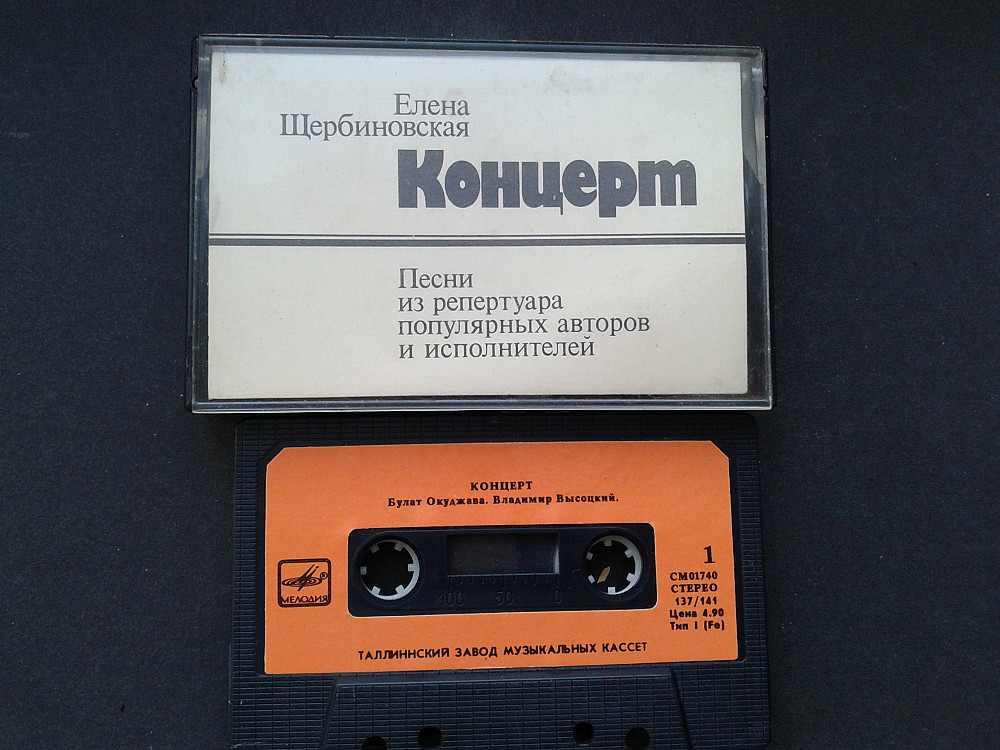 Елена
Щербиновская
Концерт
Песни
из репертуара
популярных авторов
и исполнителей
КОНЦЕРТ
Булат Окуджава. Владимир Высоцкий.
1
СМ01740
СТЕРЕО
137/141
Цена 4.90
Тип I (Fe)
®
МЕЛОДИЯ
100 50 0
ТАЛЛИННСКИЙ ЗАВОД МУЗЫКАЛЬНЫХ КАССЕТ